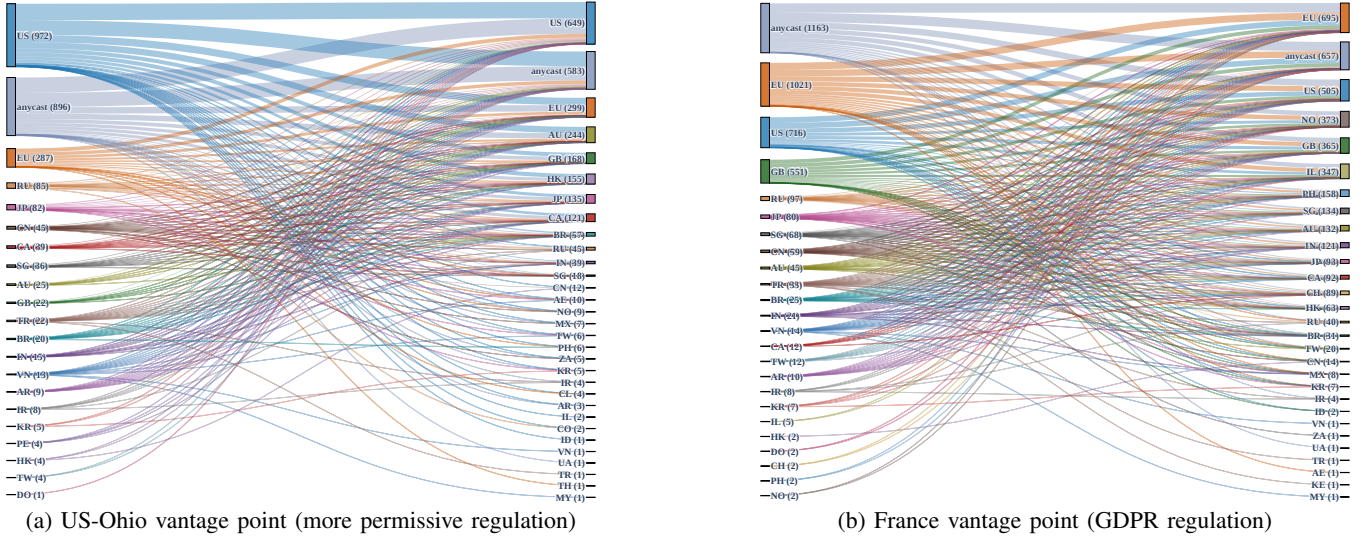 US (972)
anycast (896)
EU (287)
RU (85)
JP (82)
CN (45)
CA (39)
SG (36)
AU (25)
GB (22)
TR (22)
BR (20)
IN (15)
VN (13)
AR (9)
IR (8)
KR (5)
PE (4)
HK (4)
TW (4)
DO (1)
US (649)
anycast (583)
EU (299)
AU (244)
GB (168)
HK (155)
JP (135)
CA (121)
BR (57)
RU (45)
IN (39)
SG (18)
CN (12)
AE (10)
NO (9)
MX (7)
TW (6)
PH (6)
ZA (5)
KR (5)
IR (4)
CL (4)
AR (3)
IL (2)
CO (2)
ID (1)
VN (1)
UA (1)
TR (1)
TH (1)
MY (1)
(a) US-Ohio vantage point (more permissive regulation)
anycast (1163)
EU (1021)
US (716)
GB (551)
RU (97)
JP (80)
SG (68)
CN (59)
AU (45)
TR (33)
BR (25)
IN (21)
VN (14)
CA (12)
TW (12)
AR (10)
IR (8)
KR (7)
IL (5)
HK (2)
DO (2)
CH (2)
PH (2)
NO (2)
EU (695)
anycast (657)
US (505)
NO (373)
GB (365)
IL (347)
PH (158)
SG (134)
AU (132)
IN (121)
JP (93)
CA (92)
CH (89)
HK (63)
RU (40)
BR (31)
TW (20)
CN (14)
MX (8)
KR (7)
IR (4)
ID (2)
VN (1)
ZA (1)
UA (1)
TR (1)
AE (1)
KE (1)
MY (1)
(b) France vantage point (GDPR regulation)